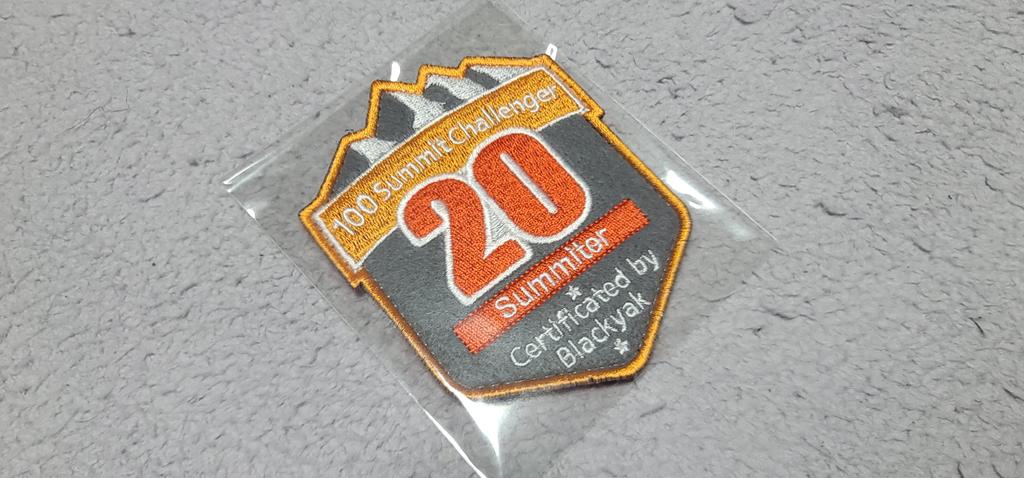 100 Summit Challenger
20
Summiter
Certificated by
Blackyak